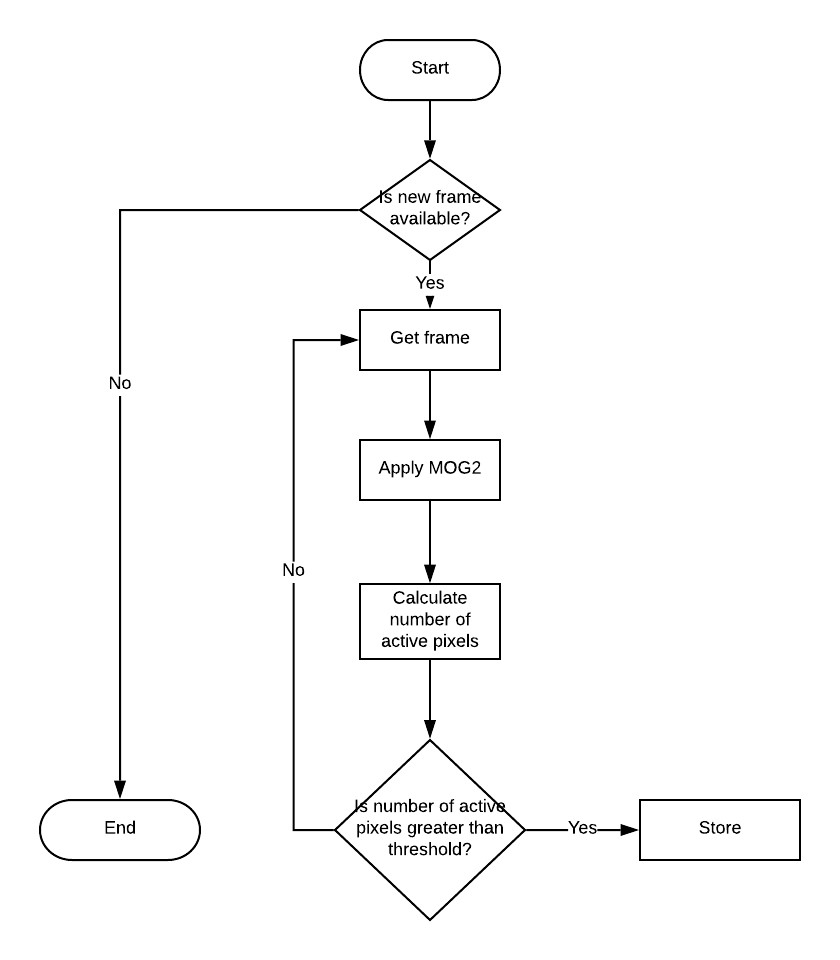 Start
Is new frame
available?
Yes
Get frame
No
Apply MOG2
No
Calculate
number of
active pixels
Is number of active
pixels greater than
threshold?
Yes
Store
End